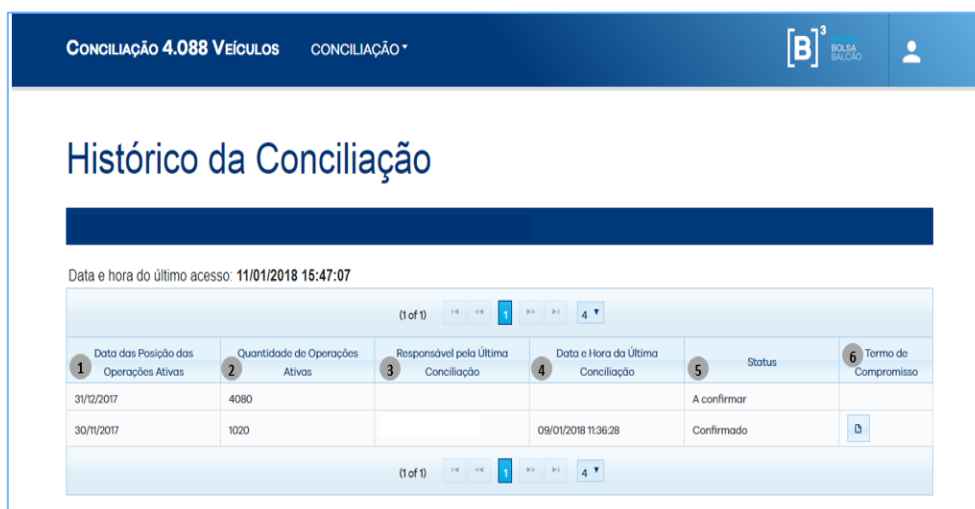 CONCILIAÇÃO 4.088 VEÍCULOS CONCILIAÇÃO
[B]³ BRASIL BOLSA BALCÃO
Histórico da Conciliação
Data e hora do último acesso: 11/01/2018 15:47:07
(1 of 1) 1 4
1 Data das Posição das Operações Ativas 2 Quantidade de Operações Ativas 3 Responsável pela Última Conciliação 4 Data e Hora da Última Conciliação 5 Status 6 Termo de Compromisso
31/12/2017 4080 A confirmar
30/11/2017 1020 09/01/2018 11:36:28 Confirmado
(1 of 1) 1 4